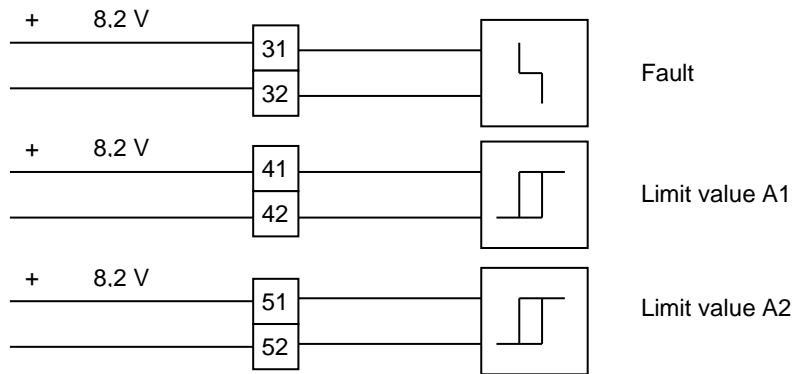 + 8,2 V
31
32
Fault
+ 8,2 V
41
42
Limit value A1
+ 8,2 V
51
52
Limit value A2